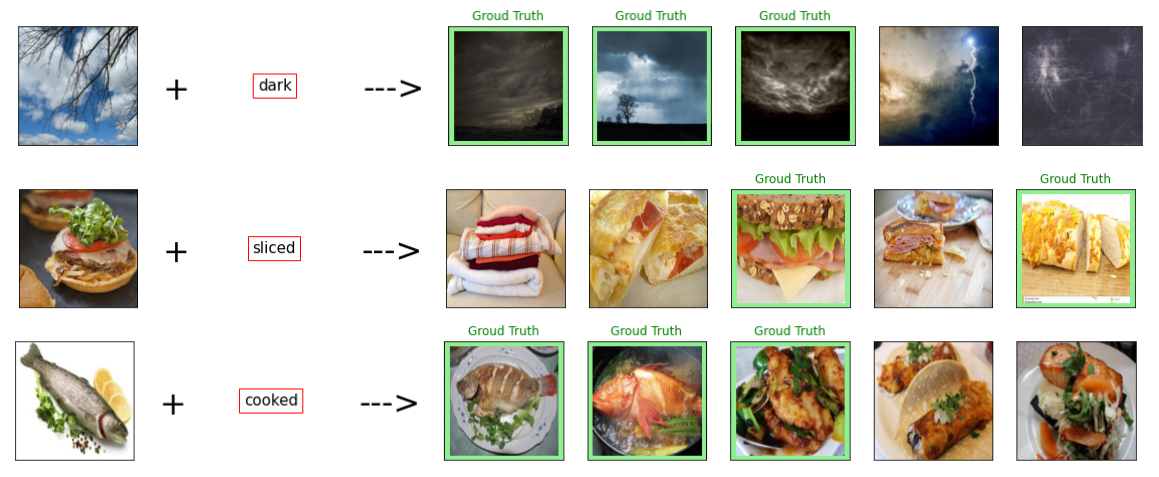 Groud Truth Groud Truth Groud Truth
+ dark --->
Groud Truth Groud Truth
+ sliced --->
Groud Truth Groud Truth Groud Truth
+ cooked --->